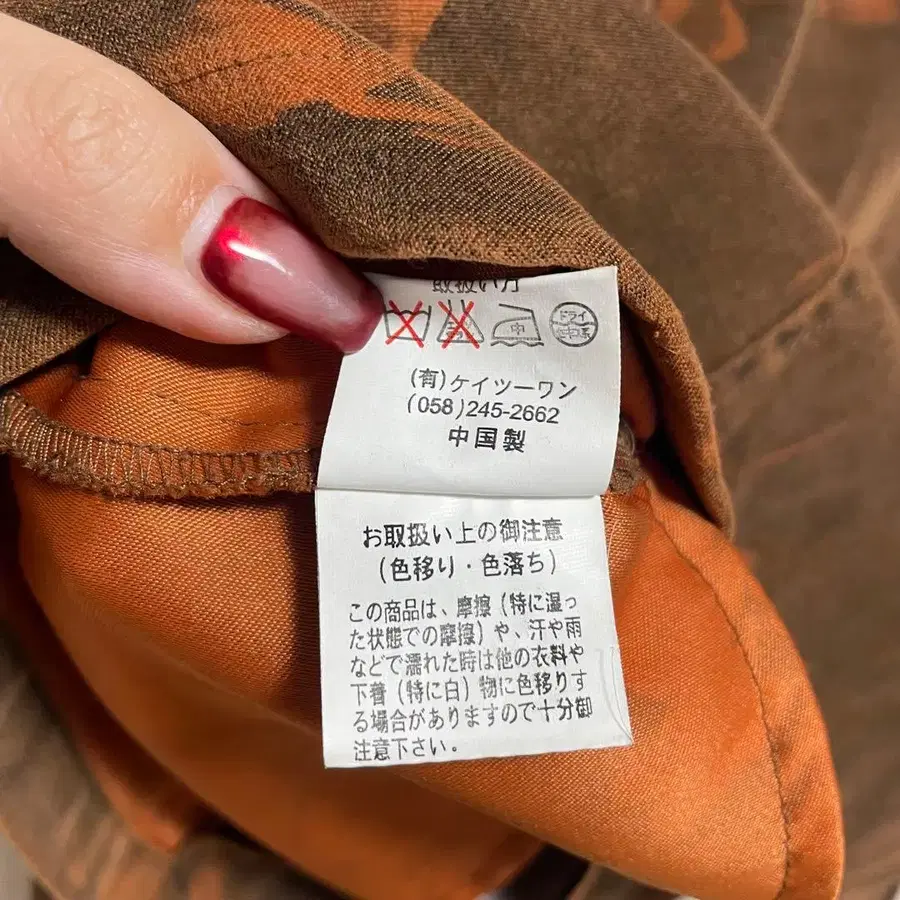 取扱い方
中
ドライ
(有)ケイツーワン
(058)245-2662
中国製
お取扱い上の御注意
(色移り・色落ち)
この商品は、摩擦(特に湿っ
た状態での摩擦)や、汗や雨
などで濡れた時は他の衣料や
下着(特に白)物に色移りす
る場合がありますので十分御
注意下さい。